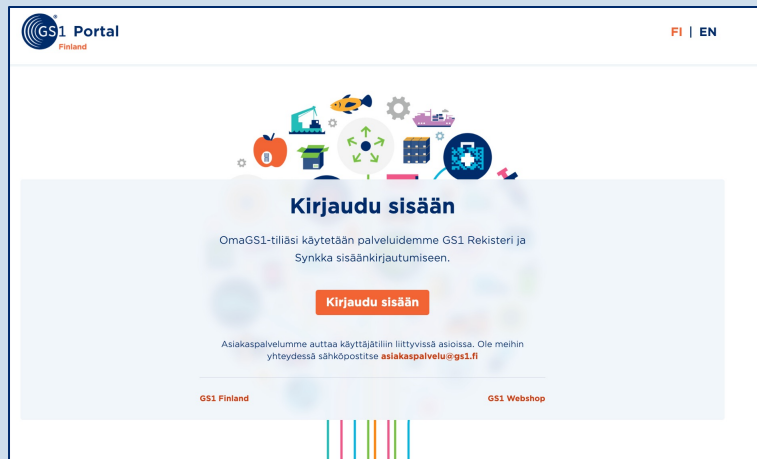 GS1 Portal
Finland
FI | EN
Kirjaudu sisään
OmaGS1-tiliäsi käytetään palveluidemme GS1 Rekisteri ja
Synkka sisäänkirjautumiseen.
Kirjaudu sisään
Asiakaspalvelumme auttaa käyttäjätiliin liittyvissä asioissa. Ole meihin
yhteydessä sähköpostitse asiakaspalvelu@gs1.fi
GS1 Finland
GS1 Webshop